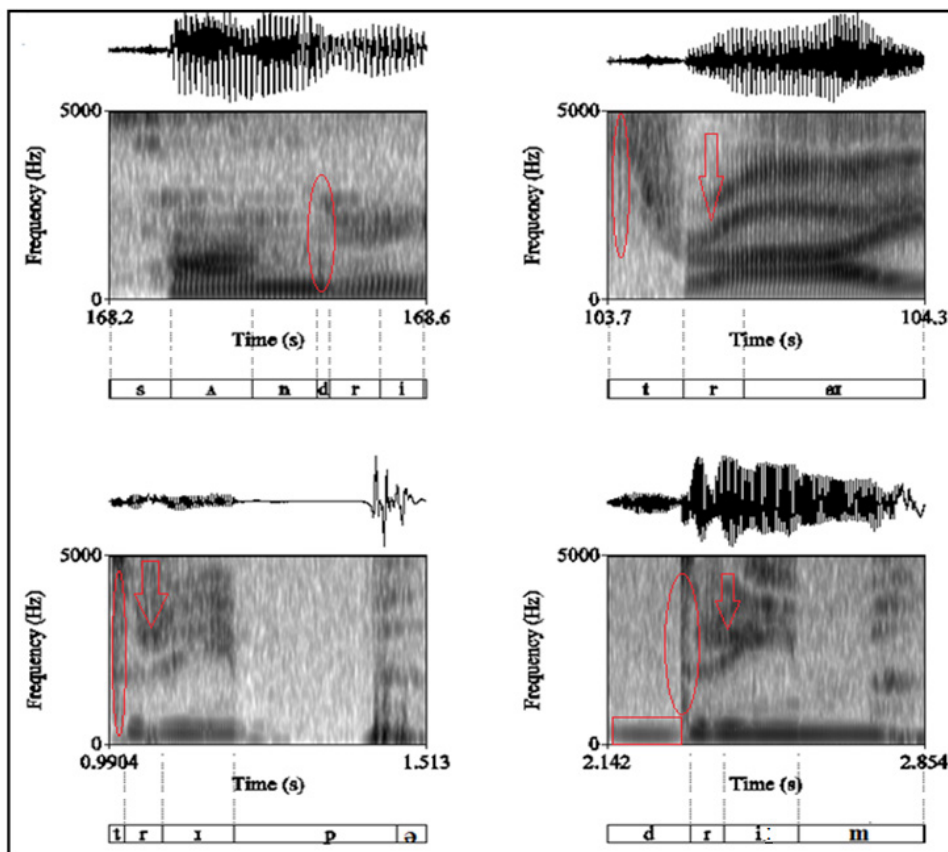 5000 5000
Frequency (Hz) Frequency (Hz)
0 0
168.2 168.6 103.7 104.3
Time (s) Time (s)
s ʌ n d r i t r aɪ
5000 5000
Frequency (Hz) Frequency (Hz)
0 0
0.9904 1.513 2.142 2.854
Time (s) Time (s)
t r ɪ p ə d r iː m